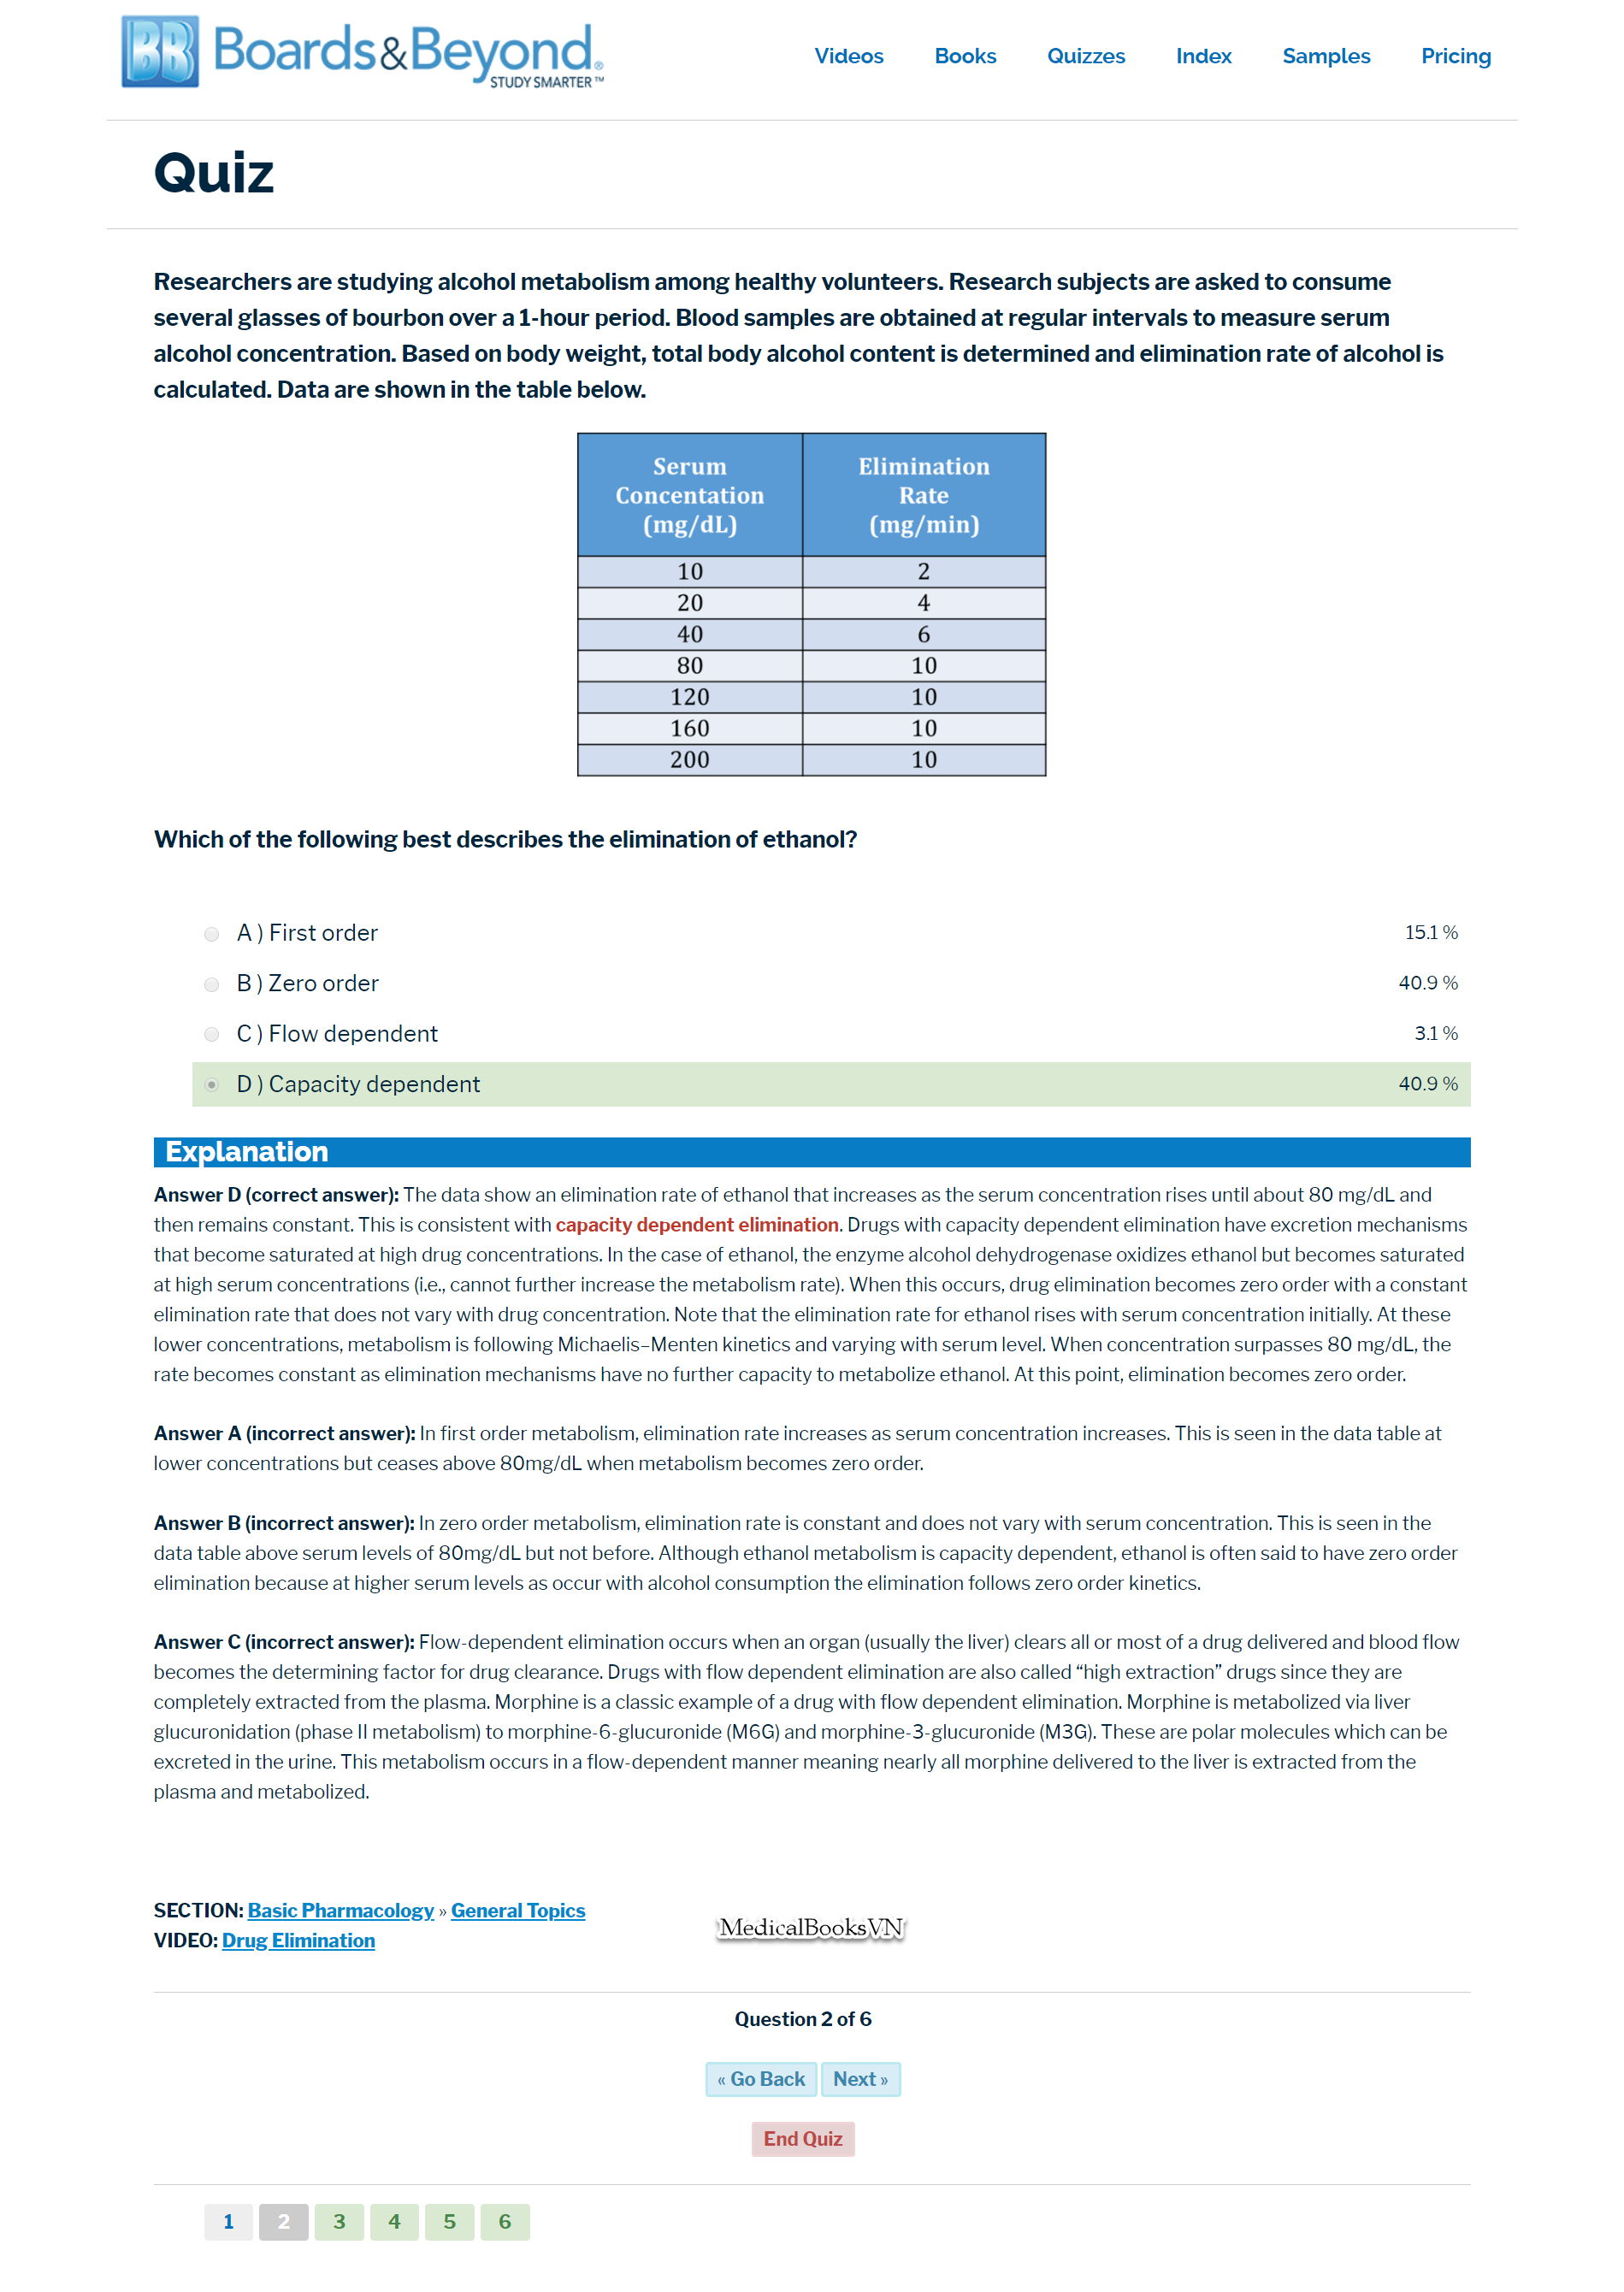 BB Boards&Beyond®
STUDY SMARTER™
Videos Books Quizzes Index Samples Pricing
Quiz
Researchers are studying alcohol metabolism among healthy volunteers. Research subjects are asked to consume
several glasses of bourbon over a 1-hour period. Blood samples are obtained at regular intervals to measure serum
alcohol concentration. Based on body weight, total body alcohol content is determined and elimination rate of alcohol is
calculated. Data are shown in the table below.
Serum Concentation (mg/dL) Elimination Rate (mg/min)
10 2
20 4
40 6
80 10
120 10
160 10
200 10
Which of the following best describes the elimination of ethanol?
A ) First order 15.1 %
B ) Zero order 40.9 %
C ) Flow dependent 3.1 %
D ) Capacity dependent 40.9 %
Explanation
Answer D (correct answer): The data show an elimination rate of ethanol that increases as the serum concentration rises until about 80 mg/dL and
then remains constant. This is consistent with capacity dependent elimination. Drugs with capacity dependent elimination have excretion mechanisms
that become saturated at high drug concentrations. In the case of ethanol, the enzyme alcohol dehydrogenase oxidizes ethanol but becomes saturated
at high serum concentrations (i.e., cannot further increase the metabolism rate). When this occurs, drug elimination becomes zero order with a constant
elimination rate that does not vary with drug concentration. Note that the elimination rate for ethanol rises with serum concentration initially. At these
lower concentrations, metabolism is following Michaelis–Menten kinetics and varying with serum level. When concentration surpasses 80 mg/dL, the
rate becomes constant as elimination mechanisms have no further capacity to metabolize ethanol. At this point, elimination becomes zero order.
Answer A (incorrect answer): In first order metabolism, elimination rate increases as serum concentration increases. This is seen in the data table at
lower concentrations but ceases above 80mg/dL when metabolism becomes zero order.
Answer B (incorrect answer): In zero order metabolism, elimination rate is constant and does not vary with serum concentration. This is seen in the
data table above serum levels of 80mg/dL but not before. Although ethanol metabolism is capacity dependent, ethanol is often said to have zero order
elimination because at higher serum levels as occur with alcohol consumption the elimination follows zero order kinetics.
Answer C (incorrect answer): Flow-dependent elimination occurs when an organ (usually the liver) clears all or most of a drug delivered and blood flow
becomes the determining factor for drug clearance. Drugs with flow dependent elimination are also called “high extraction” drugs since they are
completely extracted from the plasma. Morphine is a classic example of a drug with flow dependent elimination. Morphine is metabolized via liver
glucuronidation (phase II metabolism) to morphine-6-glucuronide (M6G) and morphine-3-glucuronide (M3G). These are polar molecules which can be
excreted in the urine. This metabolism occurs in a flow-dependent manner meaning nearly all morphine delivered to the liver is extracted from the
plasma and metabolized.
SECTION: Basic Pharmacology » General Topics
VIDEO: Drug Elimination
MedicalBooksVN
Question 2 of 6
« Go Back Next »
End Quiz
1 2 3 4 5 6